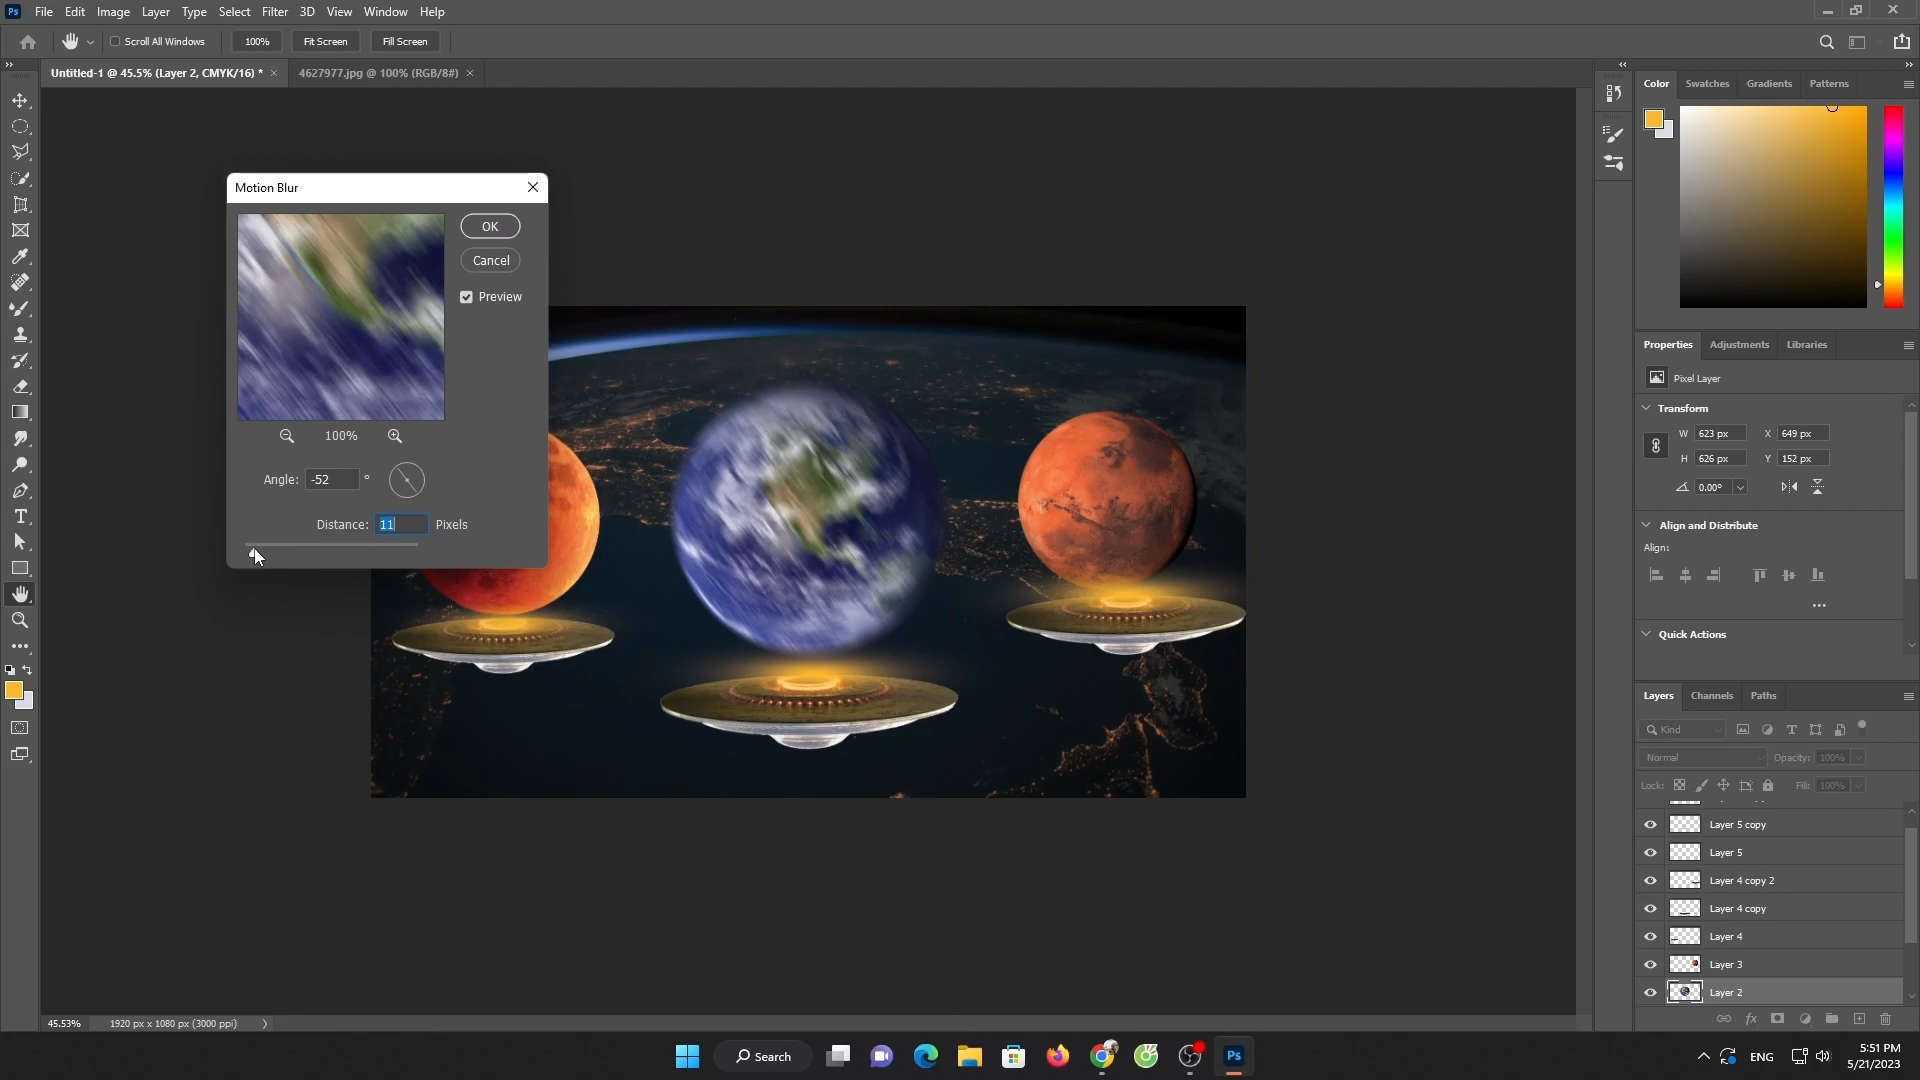 Ps File Edit Image Layer Type Select Filter 3D View Window Help
Scroll All Windows 100% Fit Screen Fill Screen
Untitled-1 @ 45.5% (Layer 2, CMYK/16) * × 4627977.jpg @ 100% (RGB/8#) ×
Color Swatches Gradients Patterns
Motion Blur
OK
Cancel
Preview
100%
Angle: -52 °
Distance: 11 Pixels
Properties Adjustments Libraries
Pixel Layer
Transform
W 623 px X 649 px
H 626 px Y 152 px
0.00°
Align and Distribute
Align:
Quick Actions
Layers Channels Paths
Kind
Normal Opacity: 100%
Lock: Fill: 100%
Layer 5 copy
Layer 5
Layer 4 copy 2
Layer 4 copy
Layer 4
Layer 3
Layer 2
45.53% 1920 px x 1080 px (3000 ppi)
Search
Ps
ENG
5:51 PM
5/21/2023